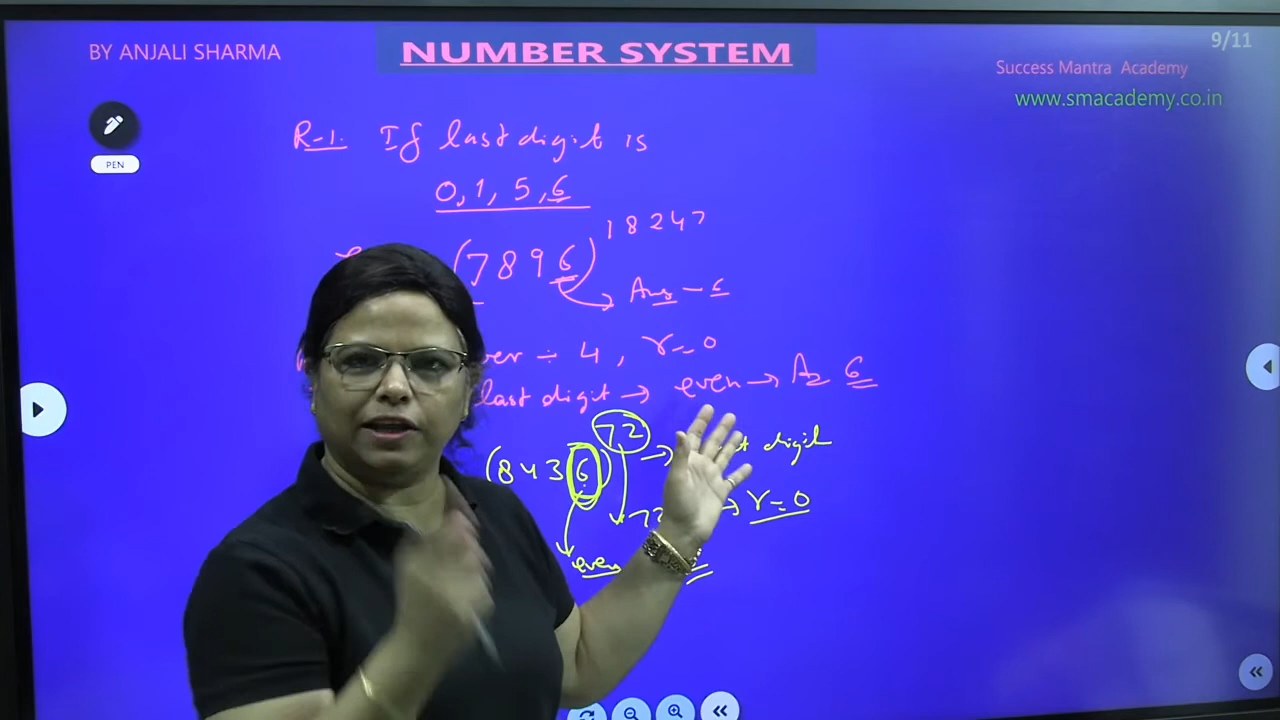 BY ANJALI SHARMA
NUMBER SYSTEM
9/11
Success Mantra Academy
www.smacademy.co.in
PEN
R-1. If last digit is
0, 1, 5, 6
(7896)^18247
Ans - 6
÷ 4, r=0
last digit → even → As 6
(8436)^72 → digit
72 → r=0
even